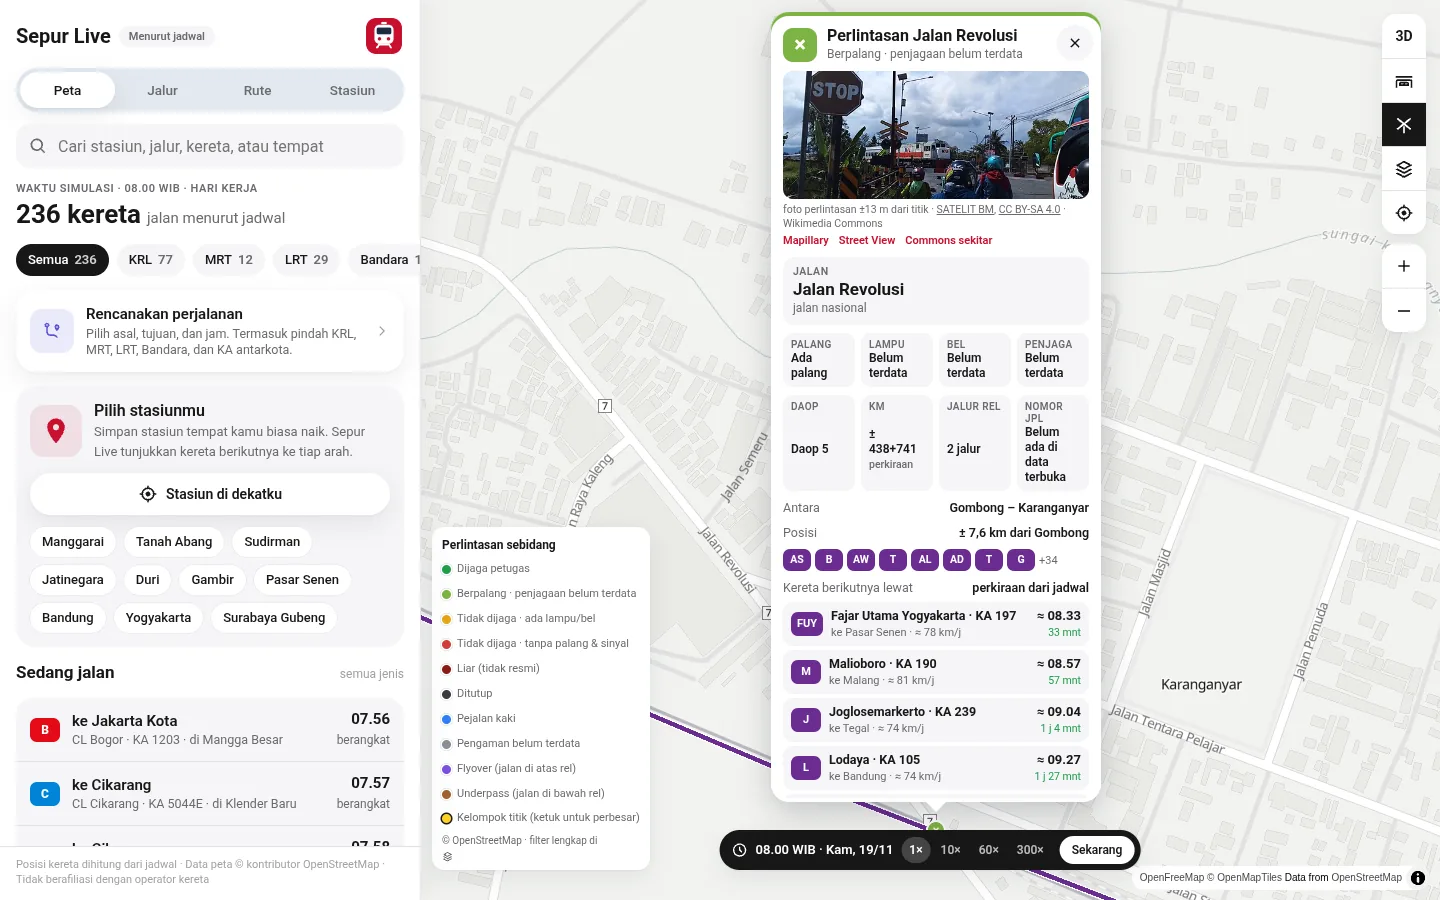 Sepur Live
Menurut jadwal
Peta
Jalur
Rute
Stasiun
Cari stasiun, jalur, kereta, atau tempat
WAKTU SIMULASI · 08.00 WIB · HARI KERJA
236 kereta jalan menurut jadwal
Semua 236
KRL 77
MRT 12
LRT 29
Bandara 1
Rencanakan perjalanan
Pilih asal, tujuan, dan jam. Termasuk pindah KRL,
MRT, LRT, Bandara, dan KA antarkota.
Pilih stasiunmu
Simpan stasiun tempat kamu biasa naik. Sepur
Live tunjukkan kereta berikutnya ke tiap arah.
Stasiun di dekatku
Manggarai
Tanah Abang
Sudirman
Jatinegara
Duri
Gambir
Pasar Senen
Bandung
Yogyakarta
Surabaya Gubeng
Sedang jalan
semua jenis
B
ke Jakarta Kota
07.56
CL Bogor · KA 1203 · di Mangga Besar
berangkat
C
ke Cikarang
07.57
CL Cikarang · KA 5044E · di Klender Baru
berangkat
Posisi kereta dihitung dari jadwal · Data peta © kontributor OpenStreetMap ·
Tidak berafiliasi dengan operator kereta
Perlintasan sebidang
Dijaga petugas
Berpalang · penjagaan belum terdata
Tidak dijaga · ada lampu/bel
Tidak dijaga · tanpa palang & sinyal
Liar (tidak resmi)
Ditutup
Pejalan kaki
Pengaman belum terdata
Flyover (jalan di atas rel)
Underpass (jalan di bawah rel)
Kelompok titik (ketuk untuk perbesar)
© OpenStreetMap · filter lengkap di
7
n Raya Kaleng
Jalan Semeru
Jalan Revolusi
7
Perlintasan Jalan Revolusi
Berpalang · penjagaan belum terdata
STOP
foto perlintasan ±13 m dari titik · SATELIT BM, CC BY-SA 4.0 ·
Wikimedia Commons
Mapillary
Street View
Commons sekitar
JALAN
Jalan Revolusi
jalan nasional
PALANG
Ada
palang
LAMPU
Belum
terdata
BEL
Belum
terdata
PENJAGA
Belum
terdata
DAOP
Daop 5
KM
±
438+741
perkiraan
JALUR REL
2 jalur
NOMOR
JPL
Belum
ada di
data
terbuka
Antara
Gombong – Karanganyar
Posisi
± 7,6 km dari Gombong
AS
B
AW
T
AL
AD
T
G
+34
Kereta berikutnya lewat
perkiraan dari jadwal
FUY
Fajar Utama Yogyakarta · KA 197
≈ 08.33
ke Pasar Senen · ≈ 78 km/j
33 mnt
M
Malioboro · KA 190
≈ 08.57
ke Malang · ≈ 81 km/j
57 mnt
J
Joglosemarkerto · KA 239
≈ 09.04
ke Tegal · ≈ 74 km/j
1 j 4 mnt
L
Lodaya · KA 105
≈ 09.27
ke Bandung · ≈ 74 km/j
1 j 27 mnt
7
08.00 WIB · Kam, 19/11
1×
10×
60×
300×
Sekarang
3D
sungai-k
Jalan Masjid
Jalan Pemuda
Karanganyar
Jalan Tentara Pelajar
OpenFreeMap © OpenMapTiles Data from OpenStreetMap